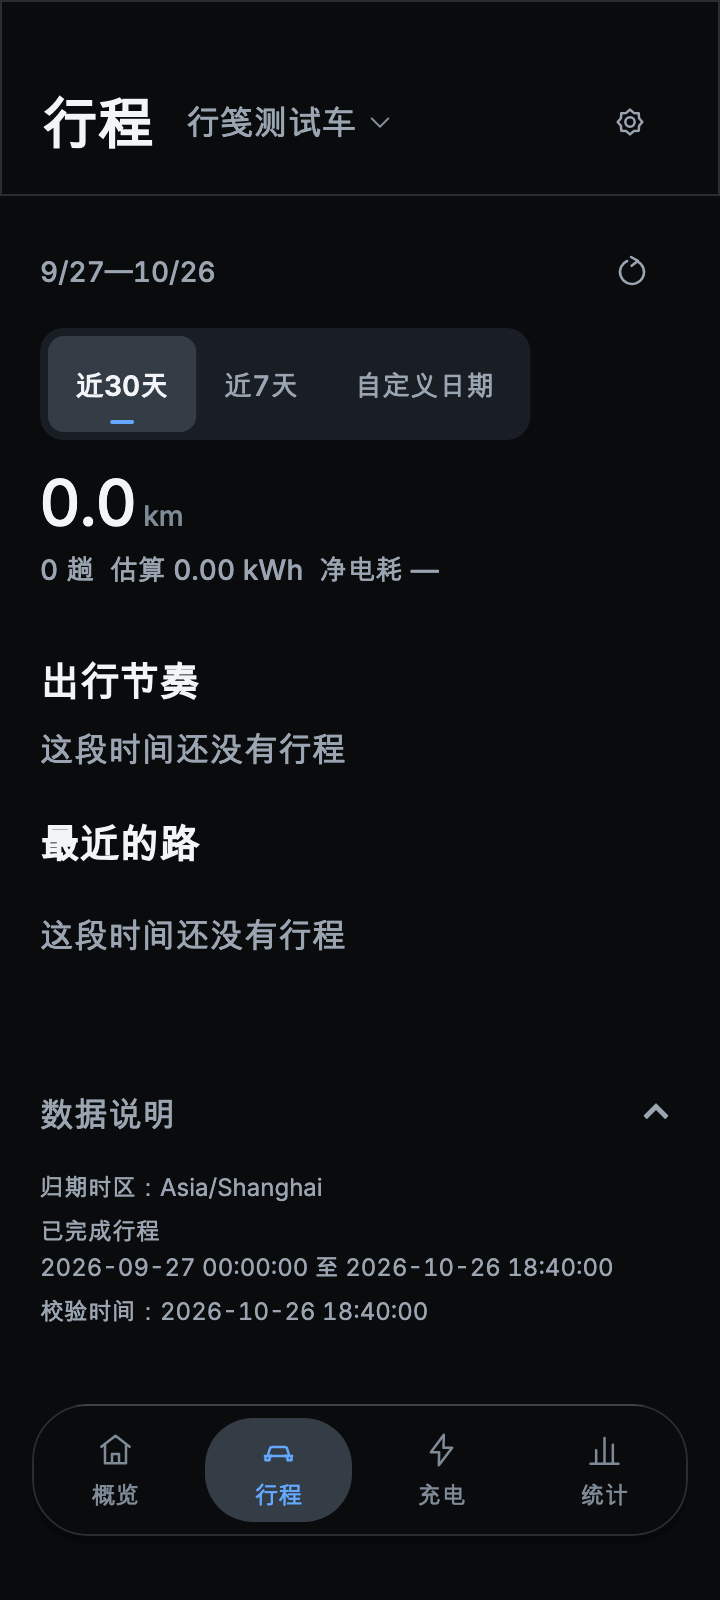 行程 行笺测试车
9/27—10/26
近30天 近7天 自定义日期
0.0 km
0 趟 估算 0.00 kWh 净电耗 —
出行节奏
这段时间还没有行程
最近的路
这段时间还没有行程
数据说明
归期时区：Asia/Shanghai
已完成行程
2026-09-27 00:00:00 至 2026-10-26 18:40:00
校验时间：2026-10-26 18:40:00
概览 行程 充电 统计